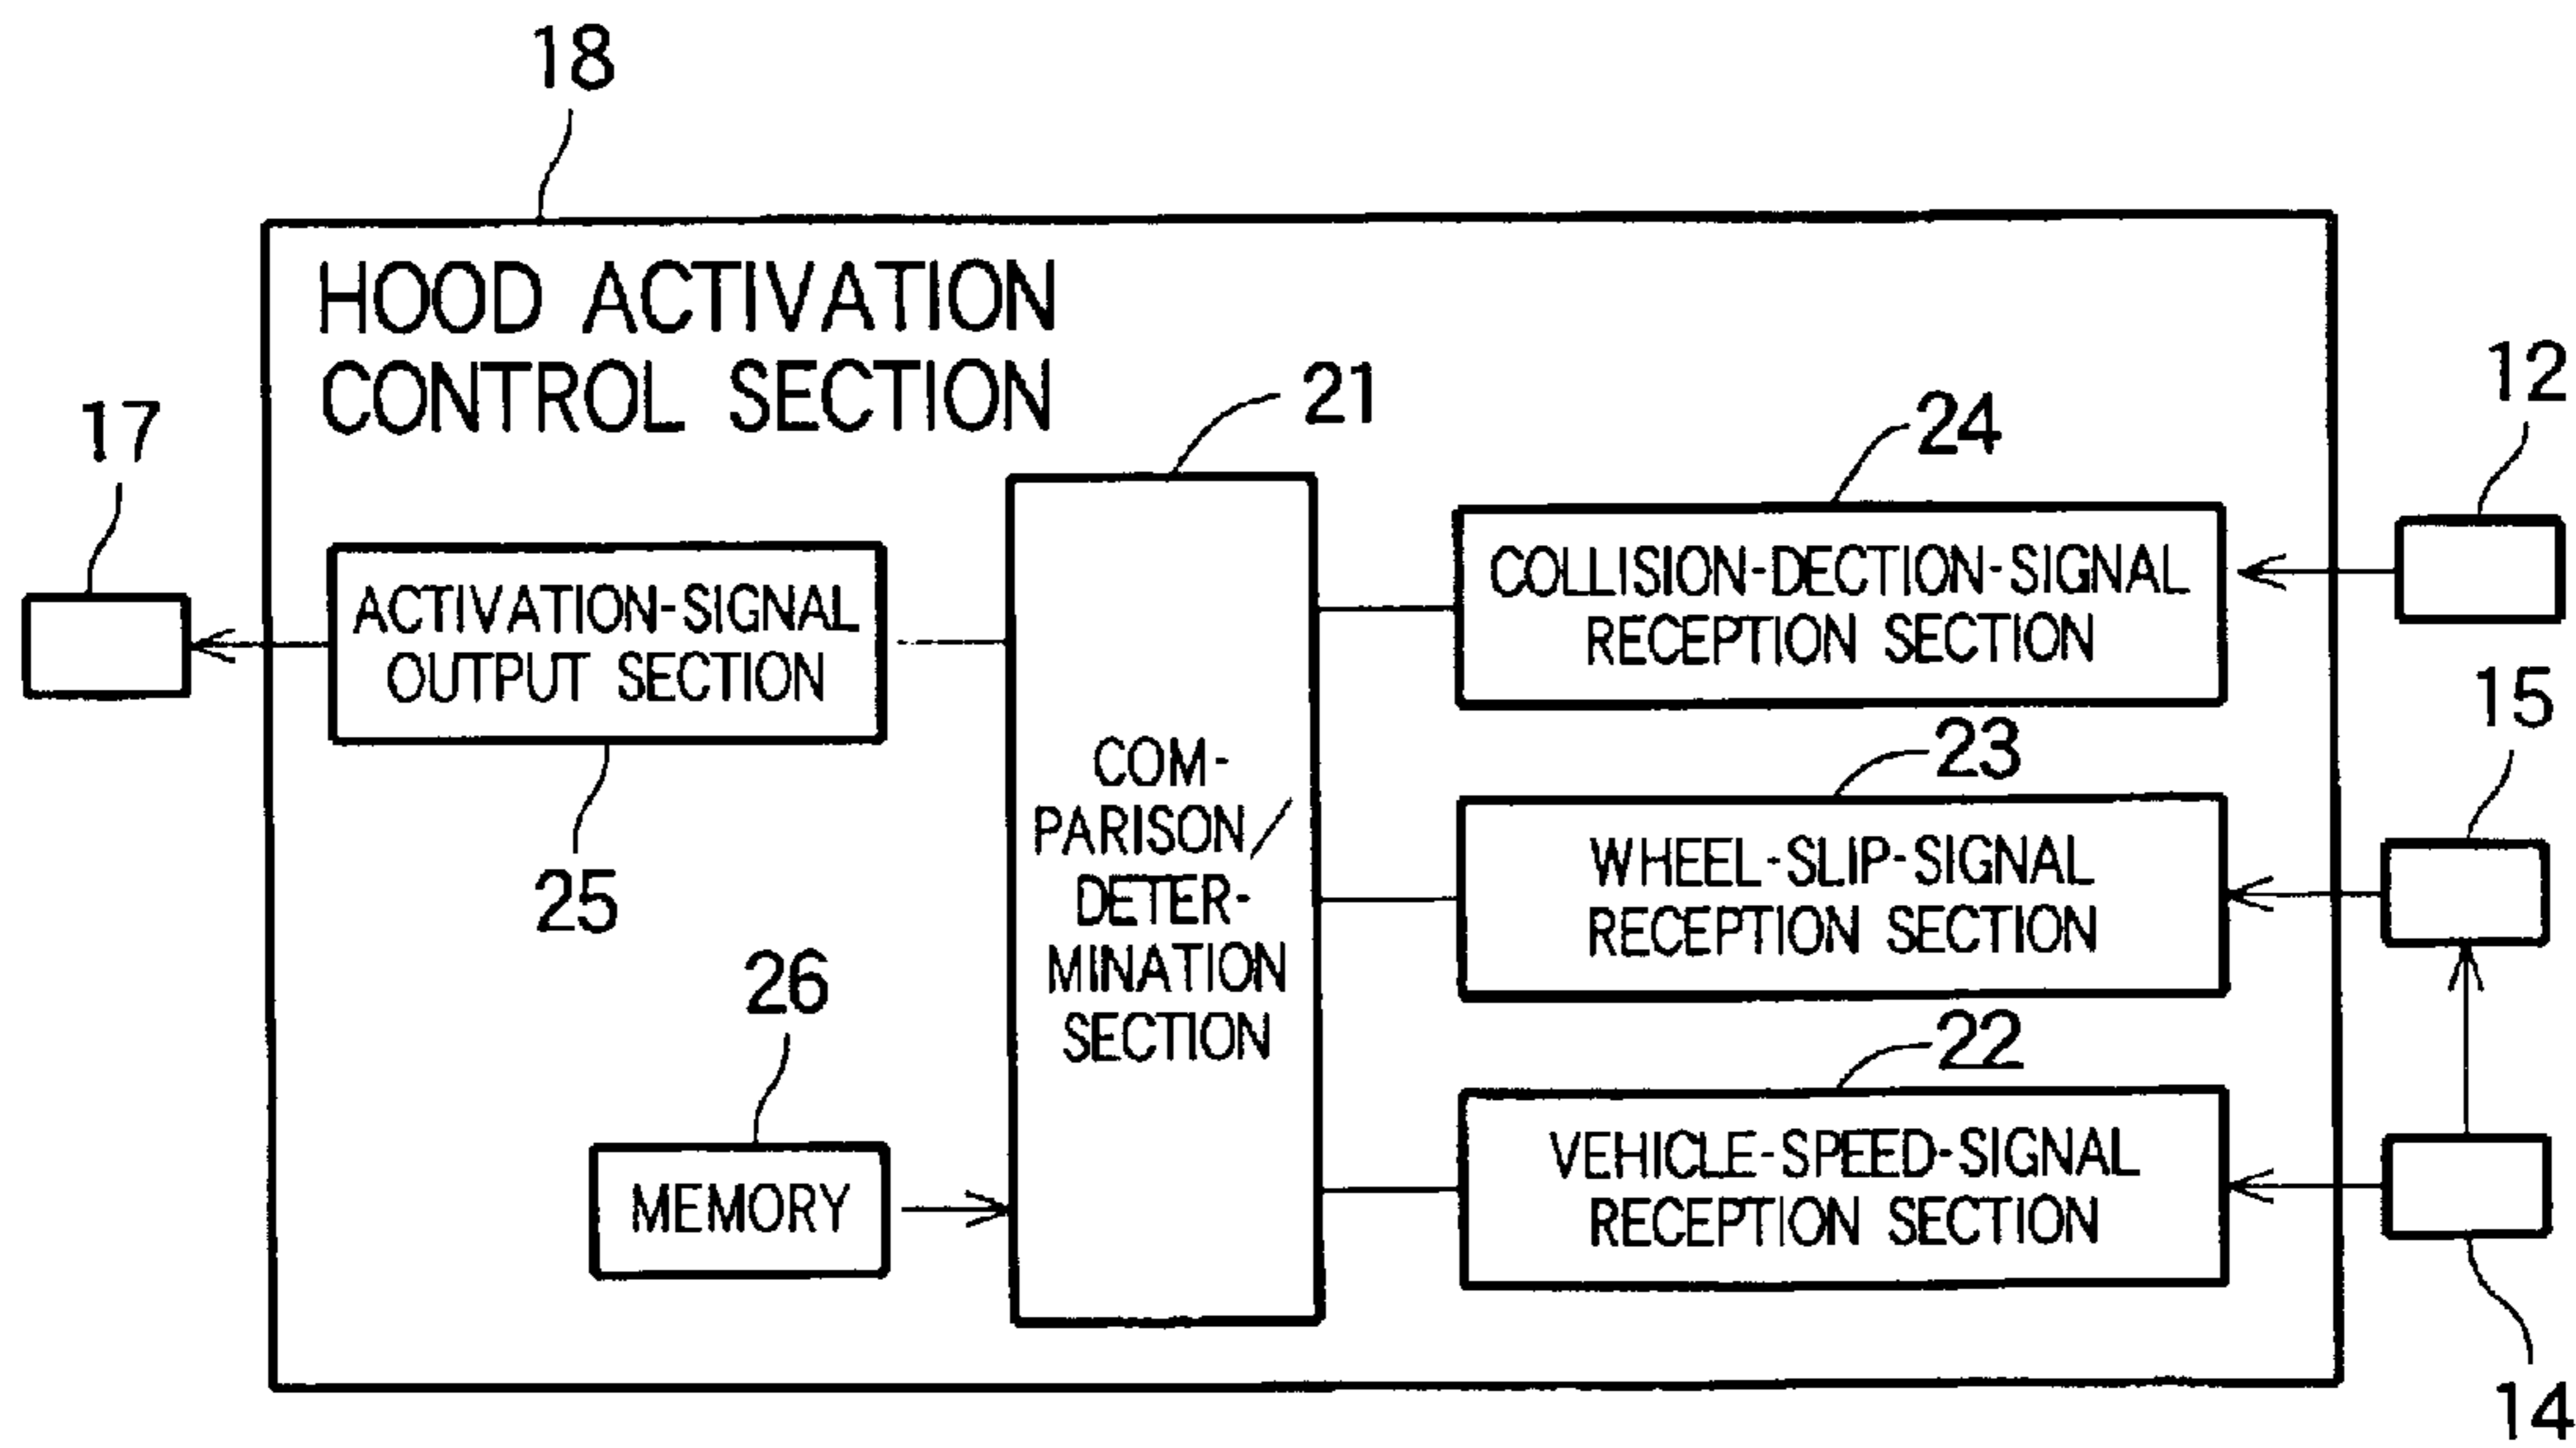 18
HOOD ACTIVATION
CONTROL SECTION
17
21
24
12
ACTIVATION-SIGNAL
OUTPUT SECTION
25
COLLISION-DECTION-SIGNAL
RECEPTION SECTION
15
23
COM-
PARISON/
DETER-
MINATION
SECTION
WHEEL-SLIP-SIGNAL
RECEPTION SECTION
26
MEMORY
22
VEHICLE-SPEED-SIGNAL
RECEPTION SECTION
14